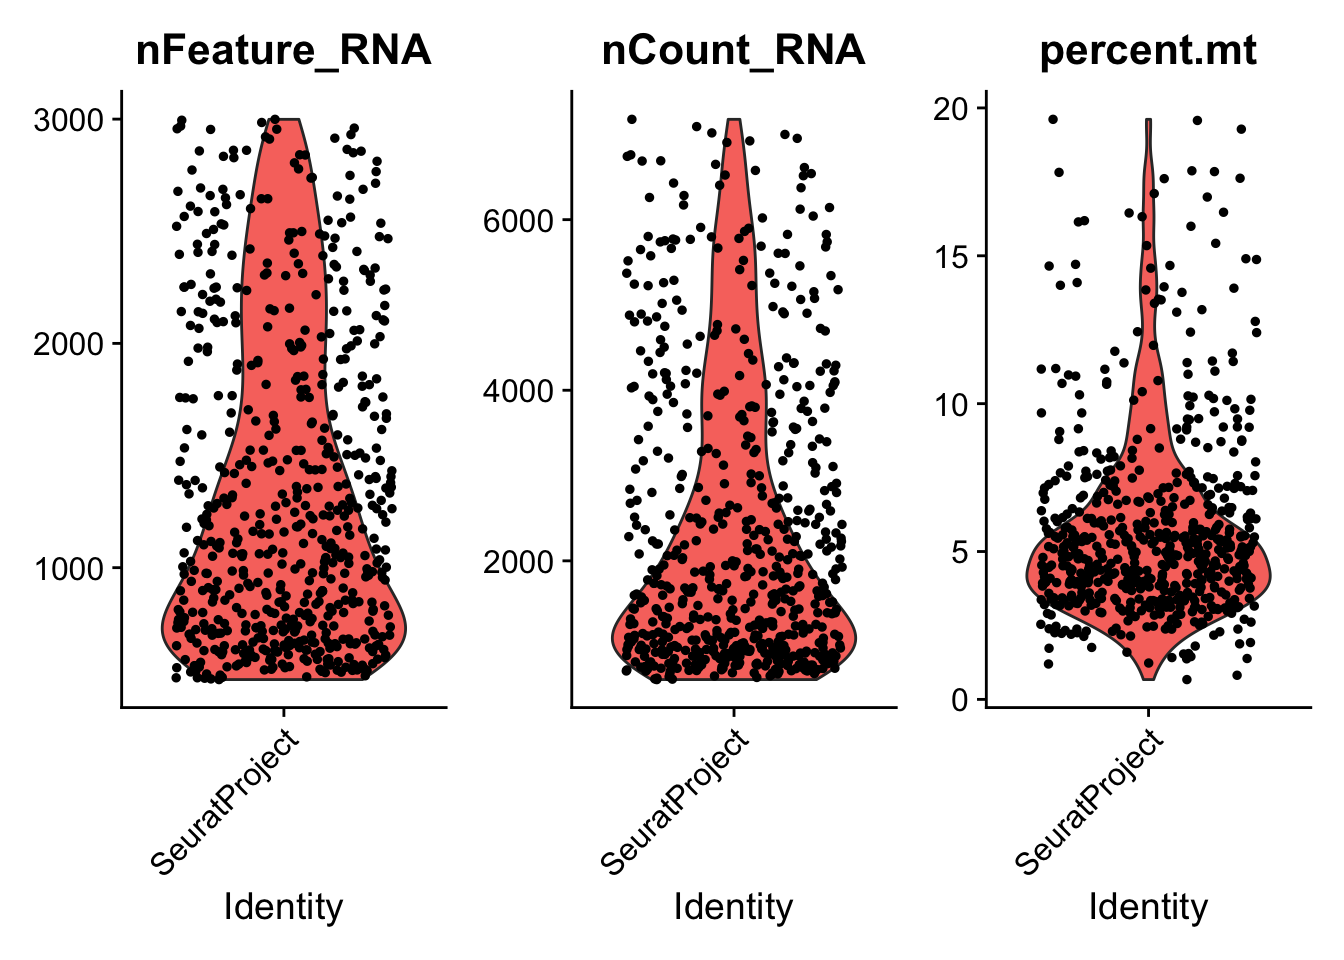 nFeature_RNA
3000
2000
1000
SeuratProject
Identity
nCount_RNA
6000
4000
2000
SeuratProject
Identity
percent.mt
20
15
10
5
0
SeuratProject
Identity